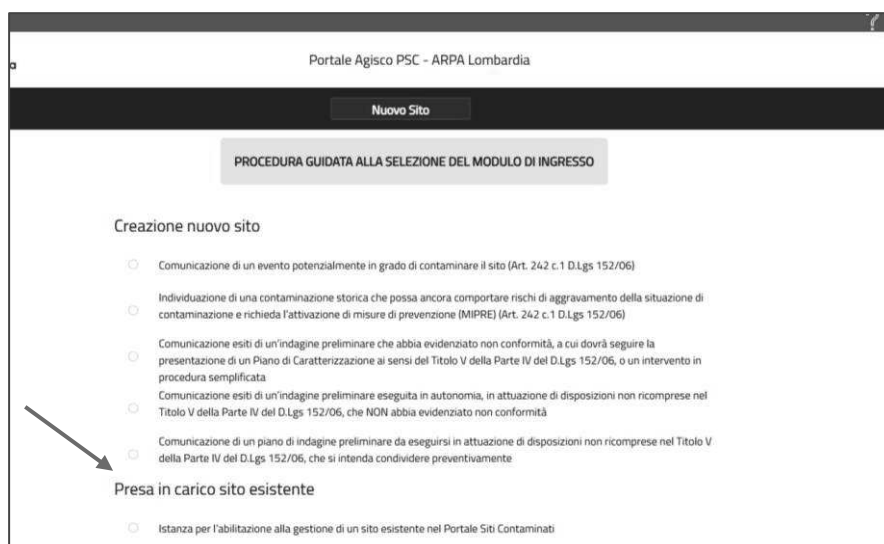 a
Portale Agisco PSC - ARPA Lombardia
Nuovo Sito
PROCEDURA GUIDATA ALLA SELEZIONE DEL MODULO DI INGRESSO
Creazione nuovo sito
Comunicazione di un evento potenzialmente in grado di contaminare il sito (Art. 242 c.1 D.Lgs 152/06)
Individuazione di una contaminazione storica che possa ancora comportare rischi di aggravamento della situazione di
contaminazione e richieda l'attivazione di misure di prevenzione (MIPRE) (Art. 242 c.1 D.Lgs 152/06)
Comunicazione esiti di un'indagine preliminare che abbia evidenziato non conformità, a cui dovrà seguire la
presentazione di un Piano di Caratterizzazione ai sensi del Titolo V della Parte IV del D.Lgs 152/06, o un intervento in
procedura semplificata
Comunicazione esiti di un'indagine preliminare eseguita in autonomia, in attuazione di disposizioni non ricomprese nel
Titolo V della Parte IV del D.Lgs 152/06, che NON abbia evidenziato non conformità
Comunicazione di un piano di indagine preliminare da eseguirsi in attuazione di disposizioni non ricomprese nel Titolo V
della Parte IV del D.Lgs 152/06, che si intenda condividere preventivamente
Presa in carico sito esistente
Istanza per l'abilitazione alla gestione di un sito esistente nel Portale Siti Contaminati